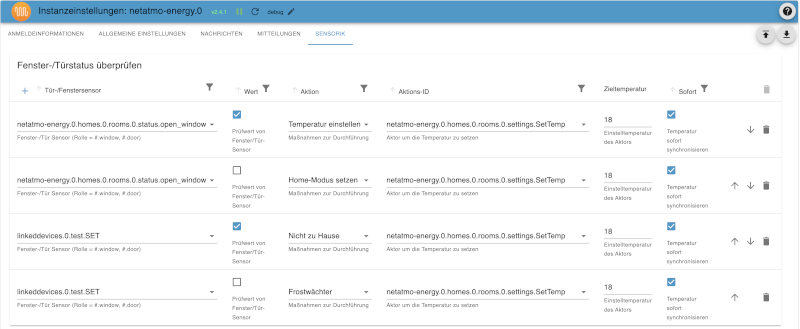 Instanzeinstellungen: netatmo-energy.0 v2.4.1 debug
ANMELDEINFORMATIONEN ALLGEMEINE EINSTELLUNGEN NACHRICHTEN MITTEILUNGEN SENSORIK
Fenster-/Türstatus überprüfen
Tür-/Fenstersensor Wert Aktion Aktions-ID Zieltemperatur Sofort
netatmo-energy.0.homes.0.rooms.0.status.open_window Temperatur einstellen netatmo-energy.0.homes.0.rooms.0.settings.SetTemp 18
Fenster-/Tür Sensor (Rolle = #.window, #.door) Prüfwert von Maßnahmen zur Durchführung Aktor um die Temperatur zu setzen Einstelltemperatur Temperatur
Fenster/Tür- des Aktors sofort
Sensor synchronisieren
netatmo-energy.0.homes.0.rooms.0.status.open_window Home-Modus setzen netatmo-energy.0.homes.0.rooms.0.settings.SetTemp 18
Fenster-/Tür Sensor (Rolle = #.window, #.door) Prüfwert von Maßnahmen zur Durchführung Aktor um die Temperatur zu setzen Einstelltemperatur Temperatur
Fenster/Tür- des Aktors sofort
Sensor synchronisieren
linkeddevices.0.test.SET Nicht zu Hause netatmo-energy.0.homes.0.rooms.0.settings.SetTemp 18
Fenster-/Tür Sensor (Rolle = #.window, #.door) Prüfwert von Maßnahmen zur Durchführung Aktor um die Temperatur zu setzen Einstelltemperatur Temperatur
Fenster/Tür- des Aktors sofort
Sensor synchronisieren
linkeddevices.0.test.SET Frostwächter netatmo-energy.0.homes.0.rooms.0.settings.SetTemp 18
Fenster-/Tür Sensor (Rolle = #.window, #.door) Prüfwert von Maßnahmen zur Durchführung Aktor um die Temperatur zu setzen Einstelltemperatur Temperatur
Fenster/Tür- des Aktors sofort
Sensor synchronisieren